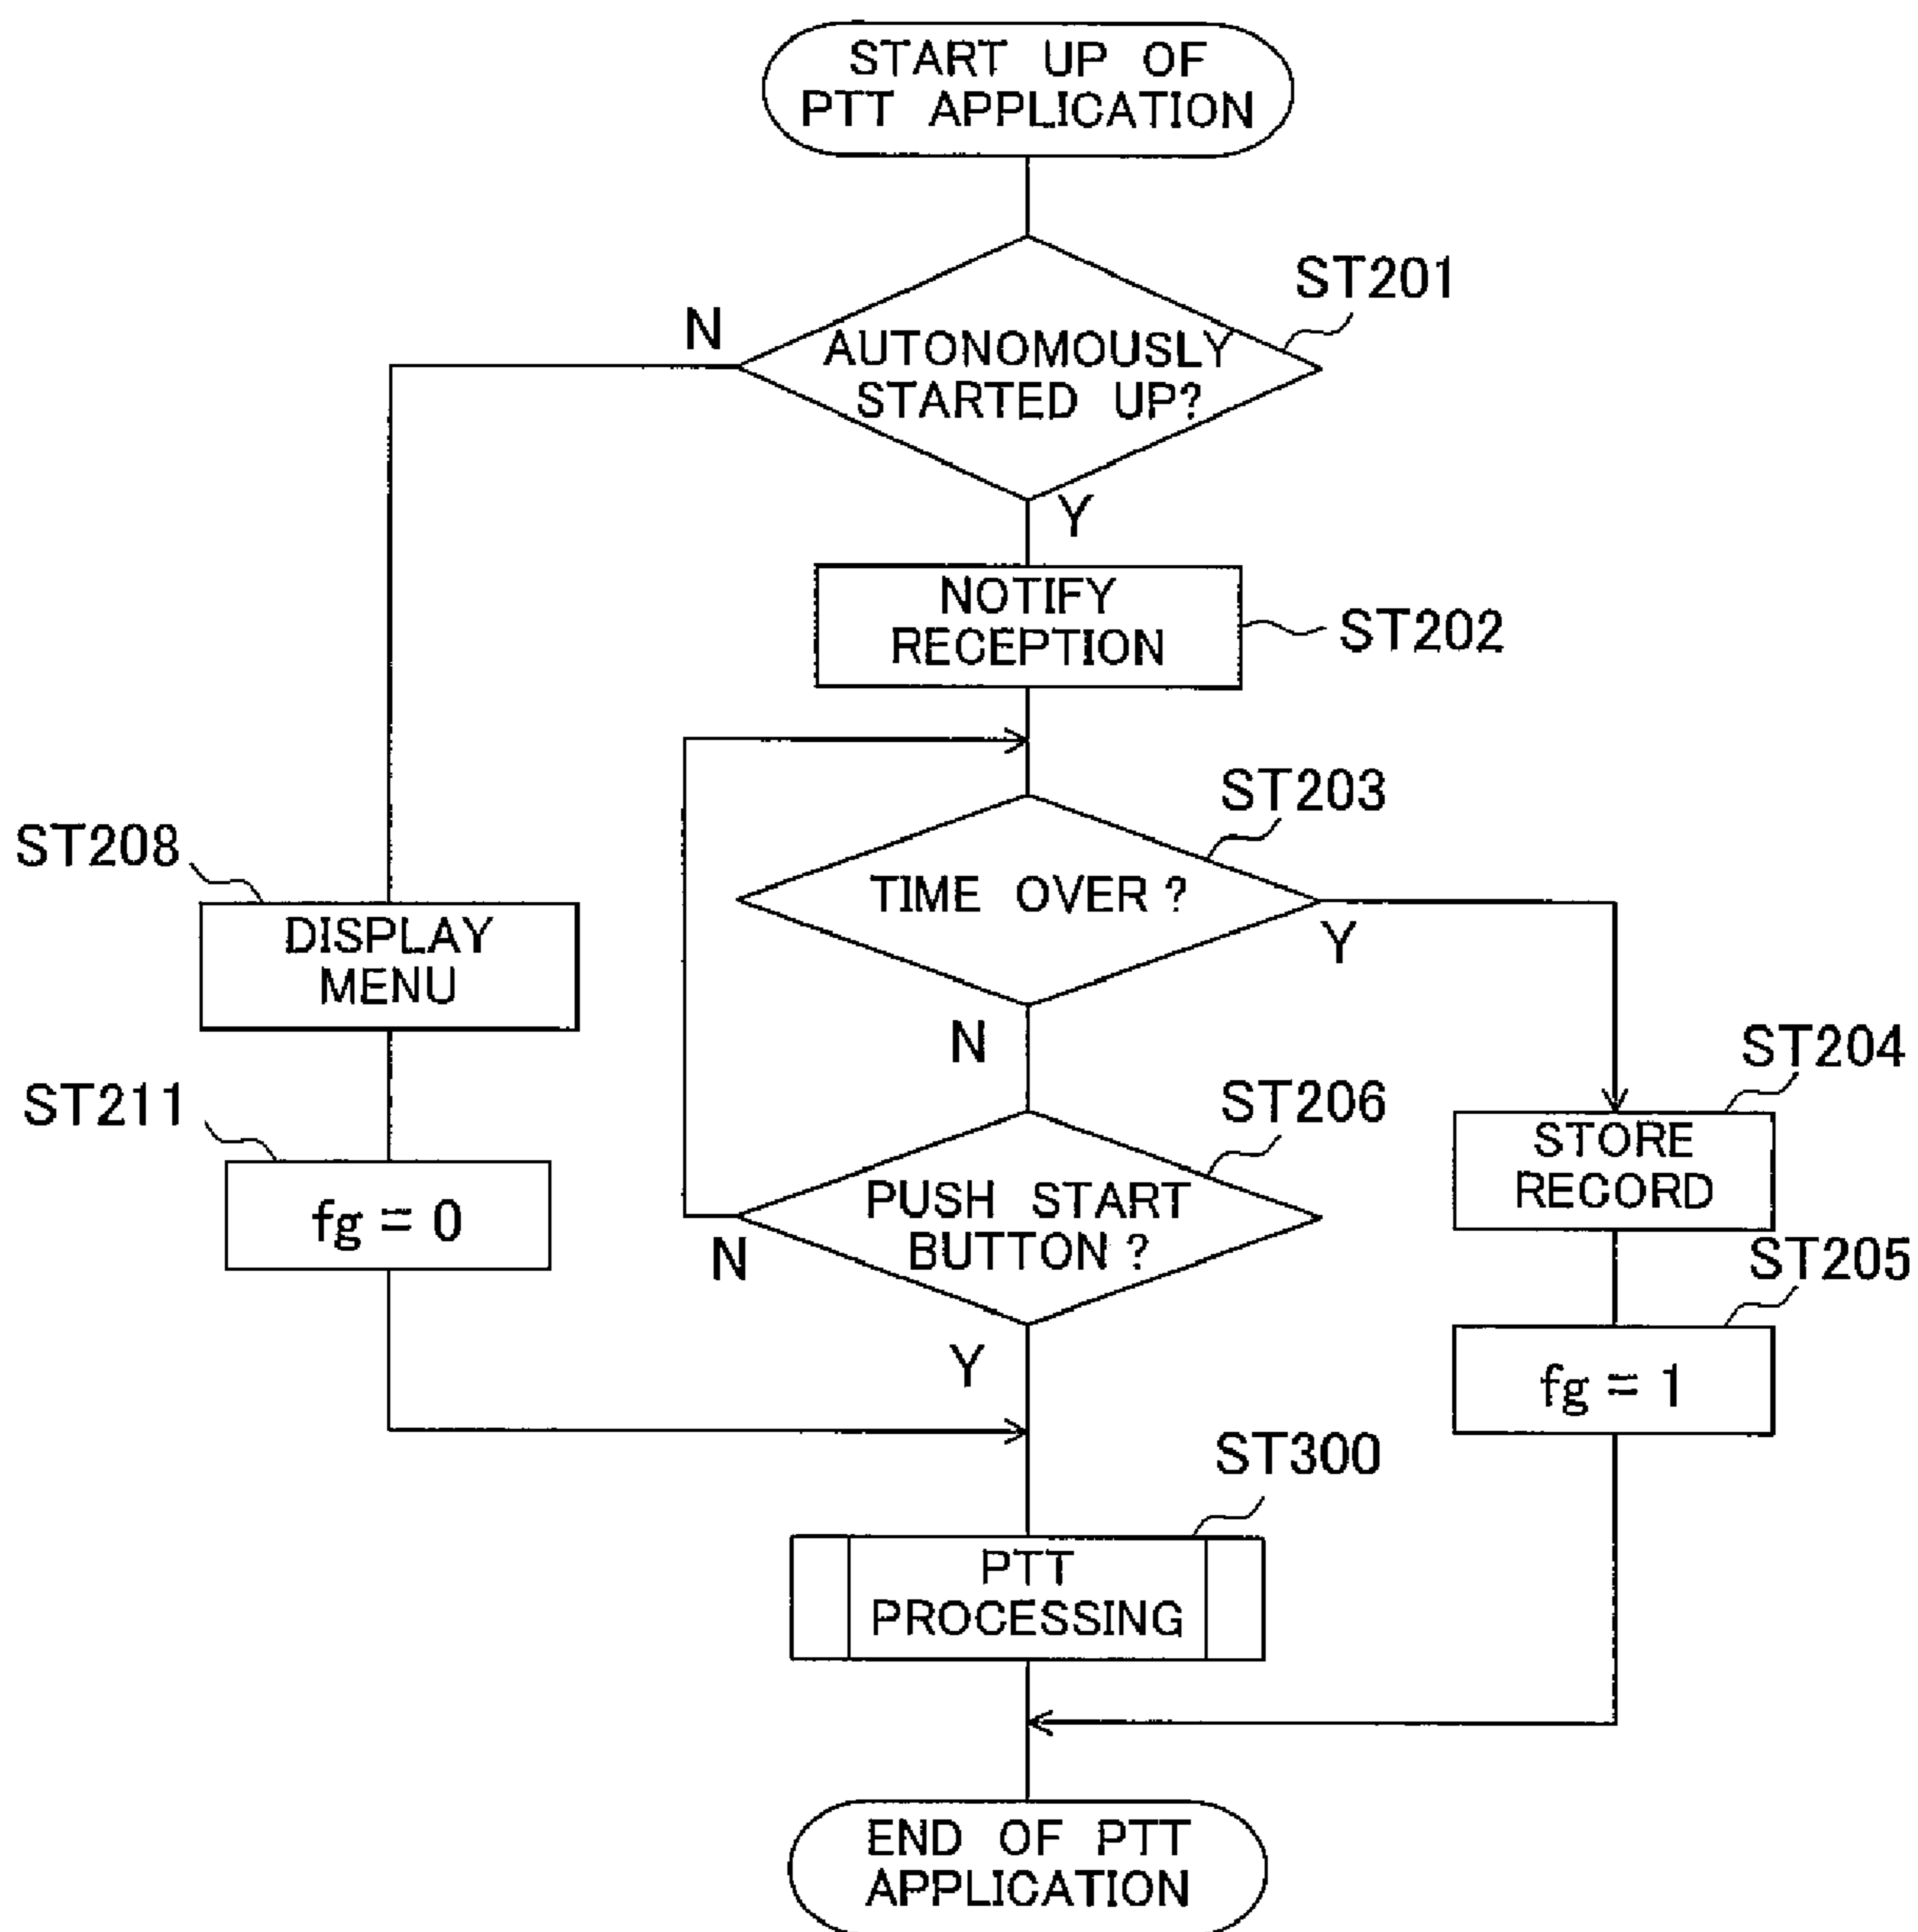 START UP OF
PTT APPLICATION
ST201
N
AUTONOMOUSLY
STARTED UP?
Y
NOTIFY
RECEPTION
ST202
ST203
TIME OVER ?
Y
N
ST208
DISPLAY
MENU
ST204
STORE
RECORD
ST211
fg = 0
ST206
PUSH START
BUTTON ?
N
Y
ST205
fg = 1
ST300
PTT
PROCESSING
END OF PTT
APPLICATION